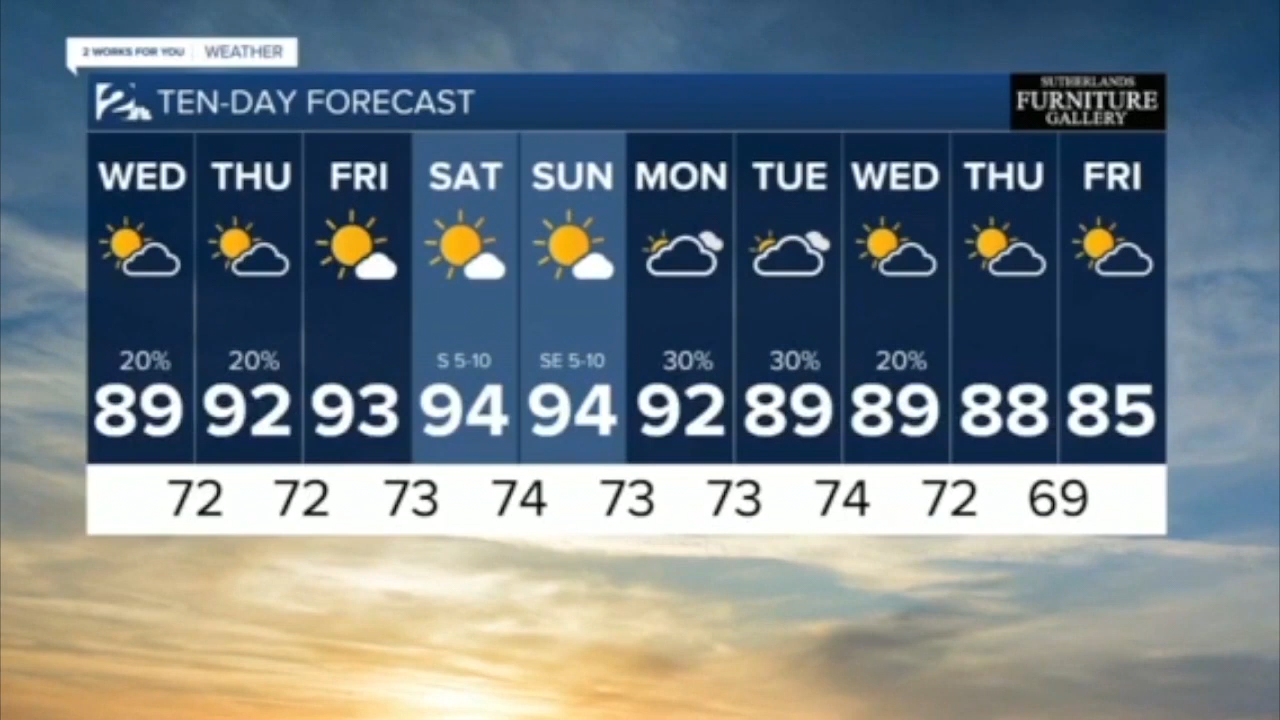 2 WORKS FOR YOU WEATHER
2 TEN-DAY FORECAST
SUTHERLANDS
FURNITURE
GALLERY
WED THU FRI SAT SUN MON TUE WED THU FRI
20% 20% S 5-10 SE 5-10 30% 30% 20%
89 92 93 94 94 92 89 89 88 85
72 72 73 74 73 73 74 72 69